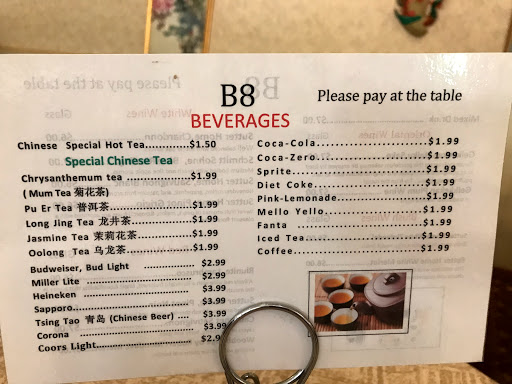 B8
Please pay at the table
BEVERAGES
Chinese Special Hot Tea.............$1.50
Special Chinese Tea
Chrysanthemum tea ....................$1.99
( Mum Tea 菊花茶)
Pu Er Tea 普洱茶.........................$1.99
Long Jing Tea 龙井茶...................$1.99
Jasmine Tea 茉莉花茶..................$1.99
Oolong Tea 乌龙茶......................$1.99
Budweiser, Bud Light ...............$2.99
Miller Lite ............................$2.99
Heineken ............................$3.99
Sapporo................................$3.99
Tsing Tao 青岛 (Chinese Beer) ...$3.99
Corona ...............................$3.99
Coors Light..........................
Coca-Cola............................$1.99
Coca-Zero............................$1.99
Sprite.................................$1.99
Diet Coke............................$1.99
Pink-Lemonade.....................$1.99
Mello Yello..........................$1.99
Fanta .................................$1.99
Iced Tea..............................$1.99
Coffee.................................$1.99